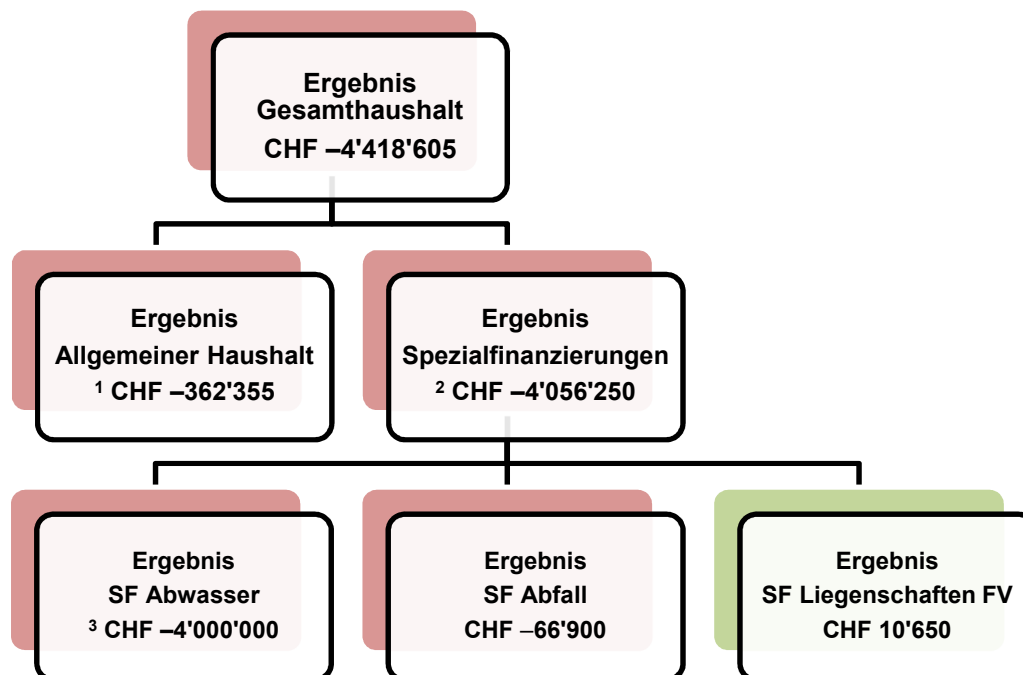 Ergebnis
Gesamthaushalt
CHF –4'418'605
Ergebnis
Allgemeiner Haushalt
¹ CHF –362'355
Ergebnis
Spezialfinanzierungen
² CHF –4'056'250
Ergebnis
SF Abwasser
³ CHF –4'000'000
Ergebnis
SF Abfall
CHF –66'900
Ergebnis
SF Liegenschaften FV
CHF 10'650